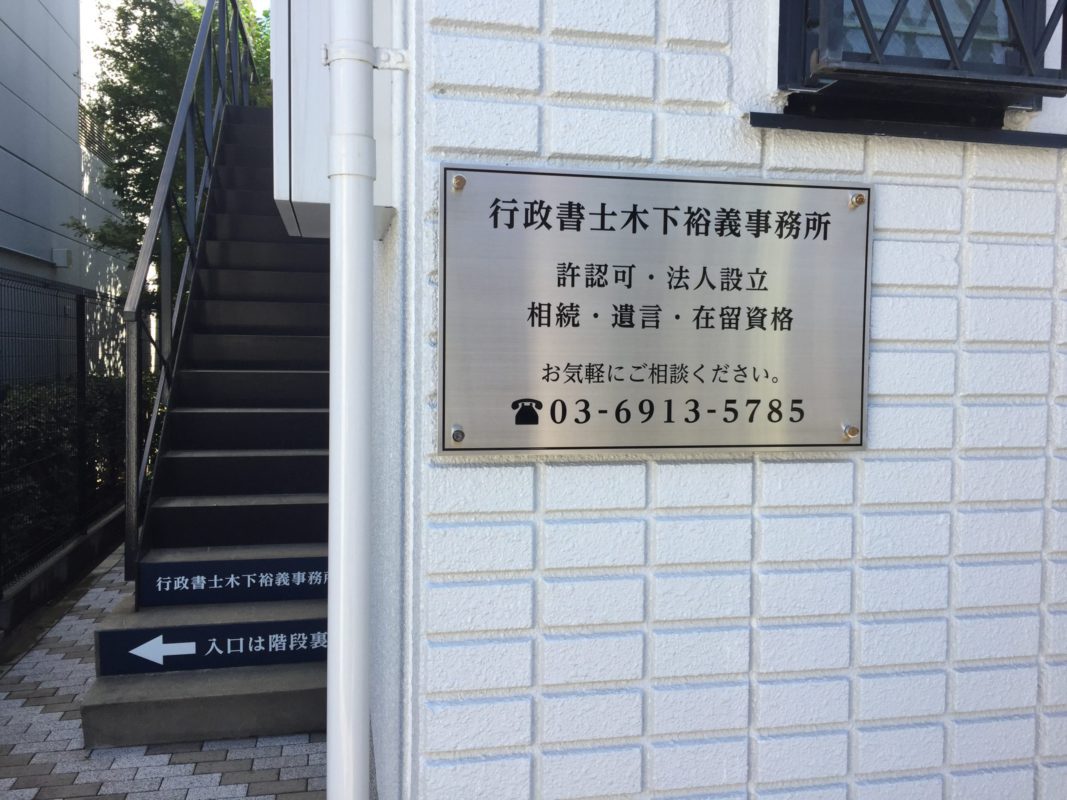 行政書士木下裕義事務所
許認可・法人設立
相続・遺言・在留資格
お気軽にご相談ください。
☎03-6913-5785
行政書士木下裕義事務所
入口は階段裏